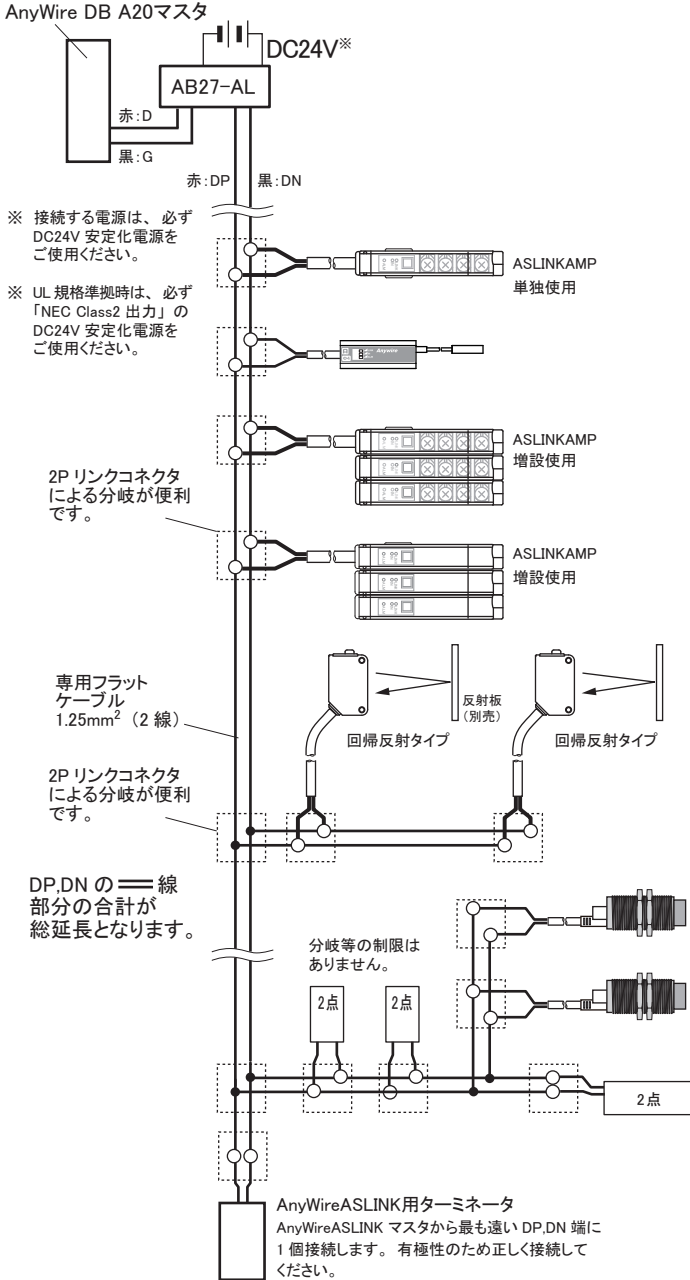 AnyWire DB A20マスタ
DC24V※
AB27-AL
赤:D
黒:G
赤:DP
黒:DN
※ 接続する電源は、必ず
DC24V 安定化電源を
ご使用ください。
※ UL 規格準拠時は、必ず
「NEC Class2 出力」の
DC24V 安定化電源を
ご使用ください。
ASLINKAMP
単独使用
Anywire
ASLINKAMP
増設使用
2P リンクコネクタ
による分岐が便利
です。
ASLINKAMP
増設使用
専用フラット
ケーブル
1.25mm² (2 線)
反射板
(別売)
回帰反射タイプ
回帰反射タイプ
2P リンクコネクタ
による分岐が便利
です。
DP,DN の 線
部分の合計が
総延長となります。
分岐等の制限は
ありません。
2点
2点
2点
AnyWireASLINK用ターミネータ
AnyWireASLINK マスタから最も遠い DP,DN 端に
1 個接続します。 有極性のため正しく接続して
ください。